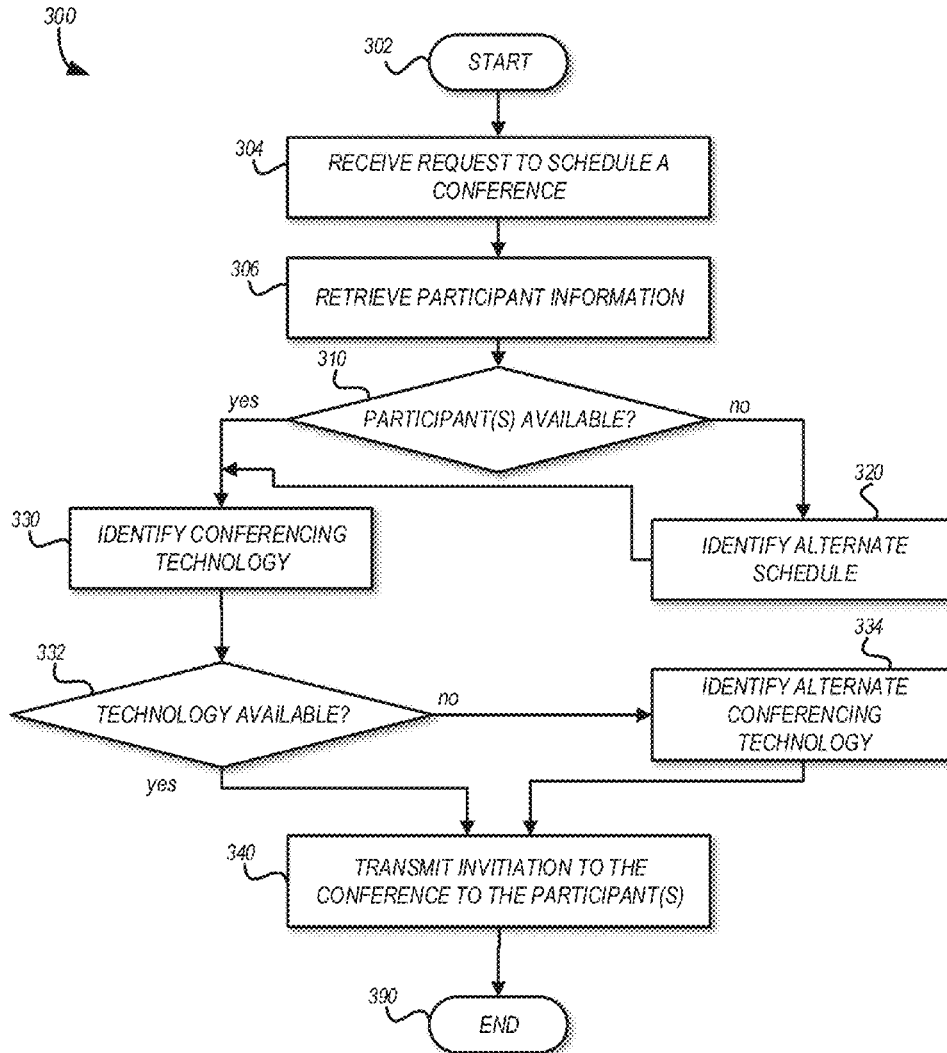 300
302
START
304
RECEIVE REQUEST TO SCHEDULE A
CONFERENCE
306
RETRIEVE PARTICIPANT INFORMATION
310
yes
PARTICIPANT(S) AVAILABLE?
no
320
330
IDENTIFY CONFERENCING
TECHNOLOGY
IDENTIFY ALTERNATE
SCHEDULE
332
334
TECHNOLOGY AVAILABLE?
no
IDENTIFY ALTERNATE
CONFERENCING
TECHNOLOGY
yes
340
TRANSMIT INVITIATION TO THE
CONFERENCE TO THE PARTICIPANT(S)
390
END